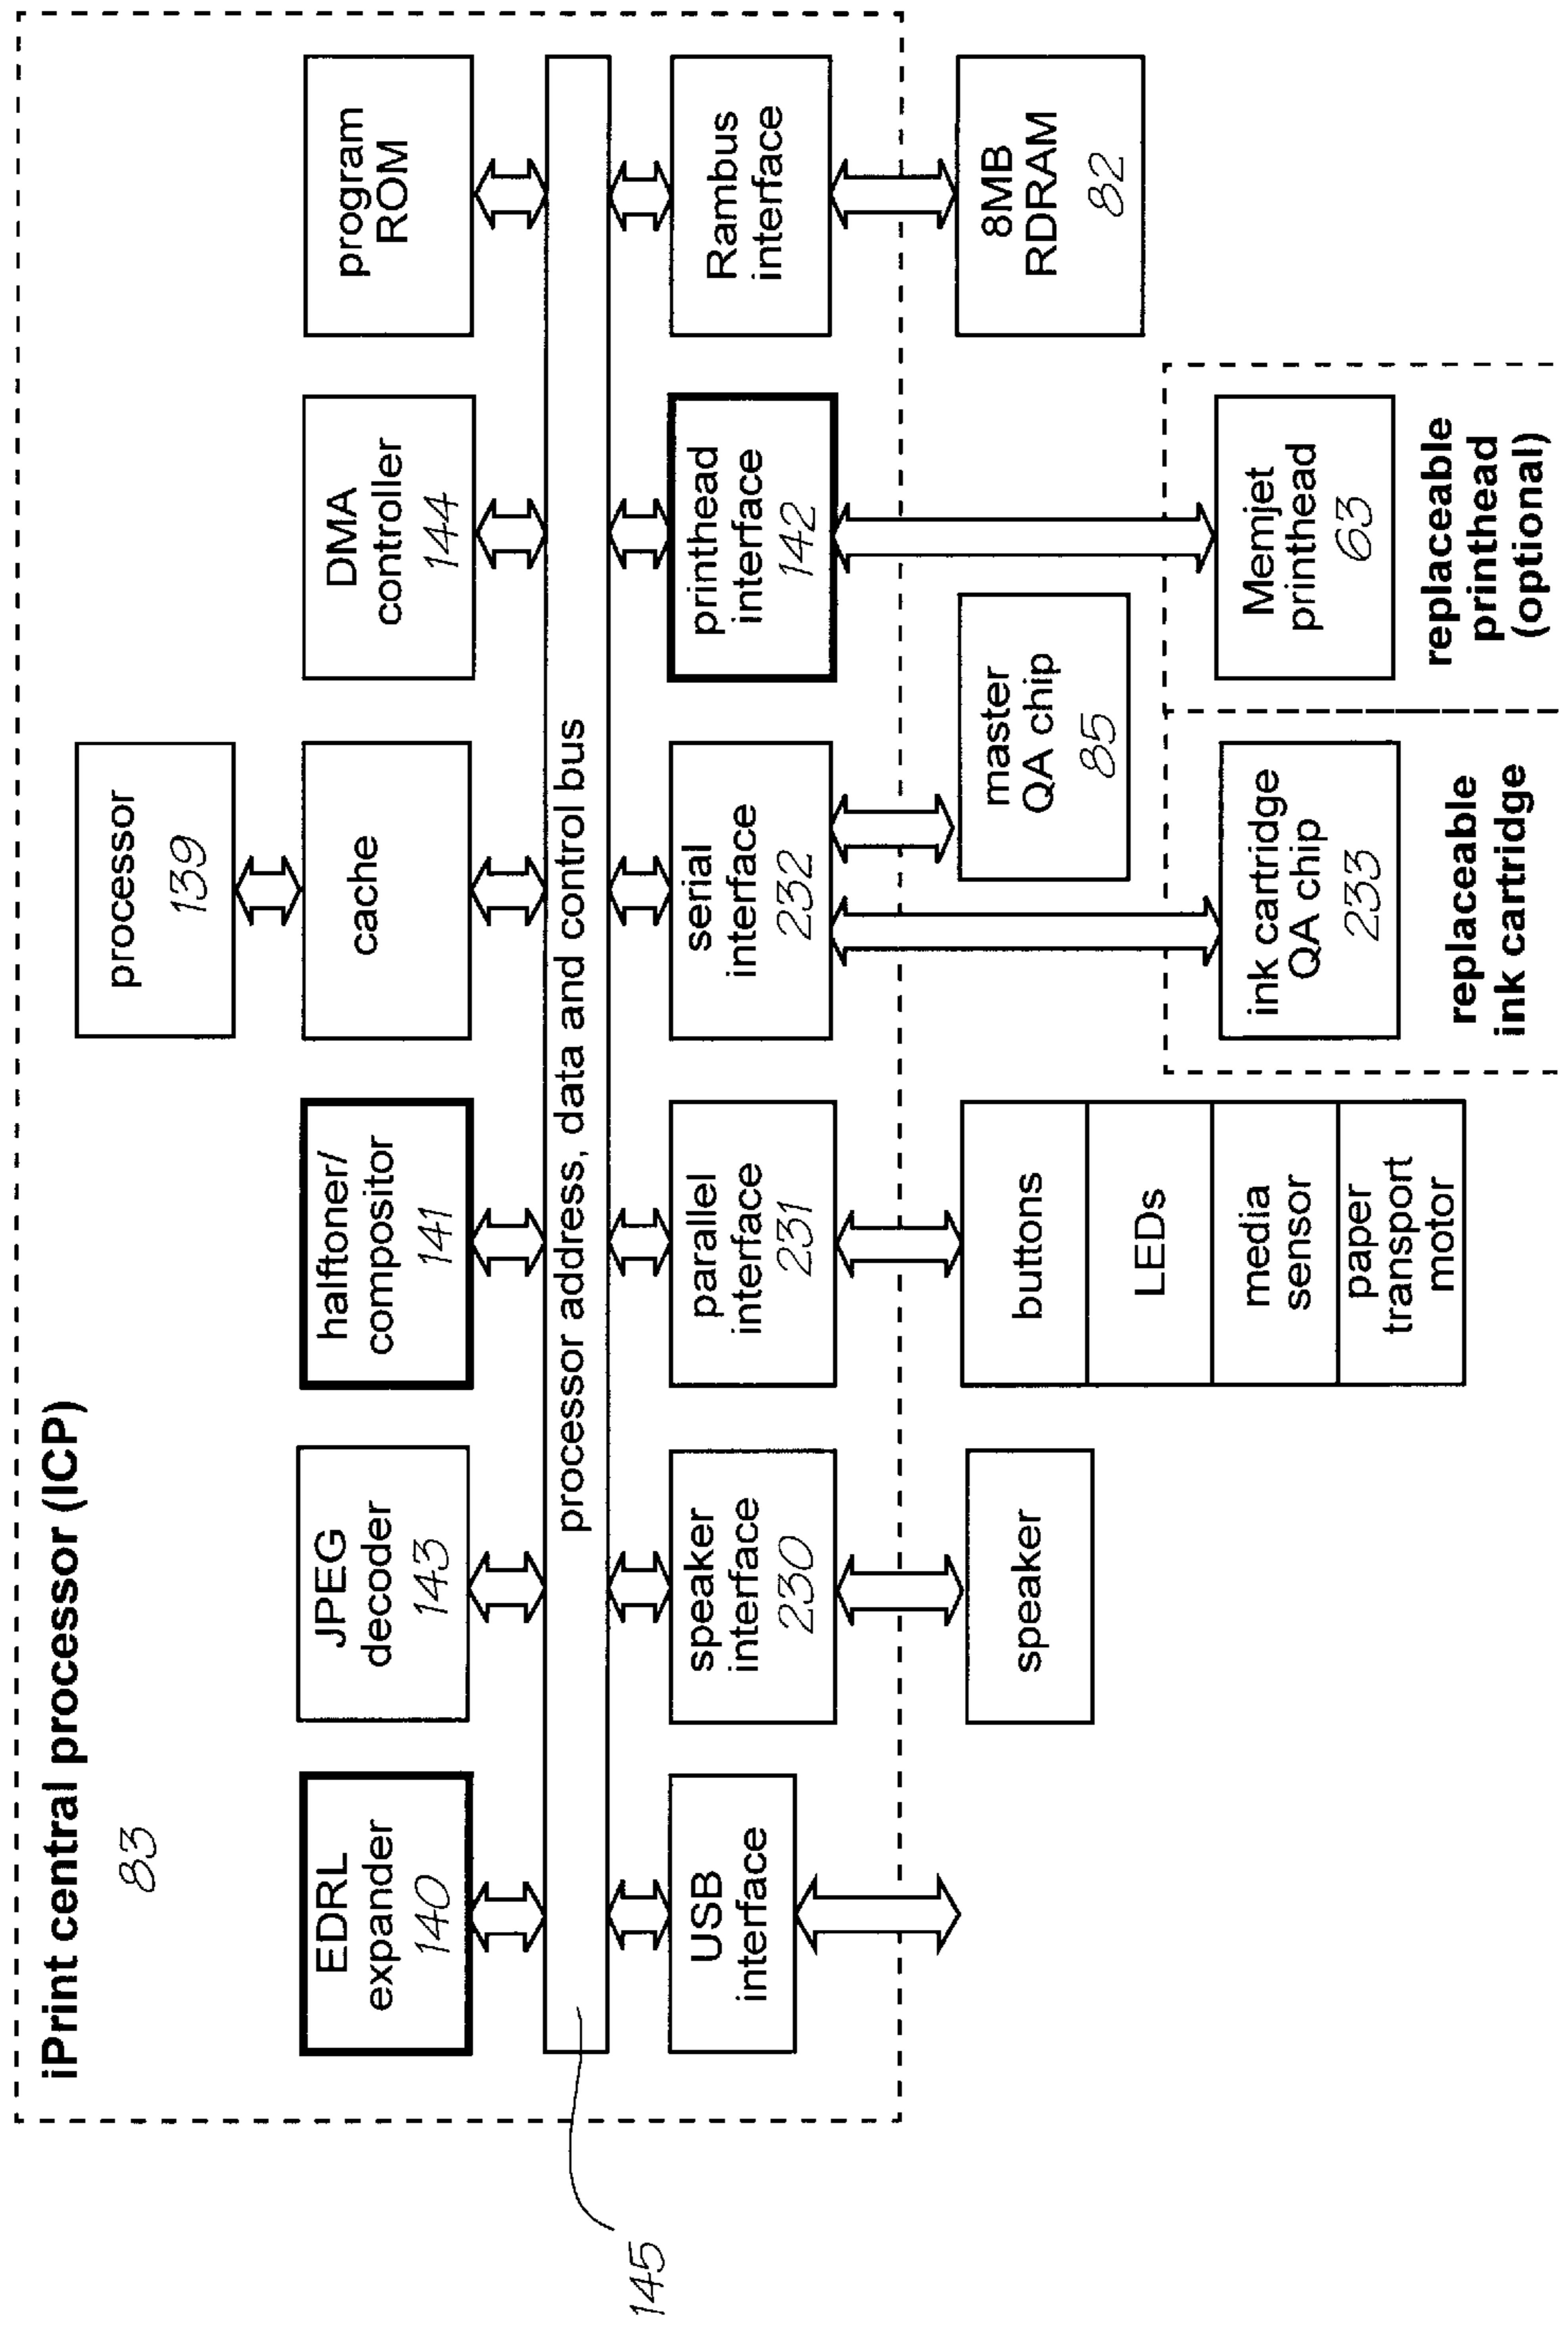 iPrint central processor (ICP)
83
processor
139
EDRL
expander
140
JPEG
decoder
143
halftoner/
compositor
141
cache
DMA
controller
144
program
ROM
processor address, data and control bus
145
USB
interface
speaker
interface
230
parallel
interface
231
serial
interface
232
printhead
interface
142
Rambus
interface
speaker
buttons
LEDs
media
sensor
paper
transport
motor
master
QA chip
85
8MB
RDRAM
82
ink cartridge
QA chip
233
replaceable
ink cartridge
Memjet
printhead
63
replaceable
printhead
(optional)